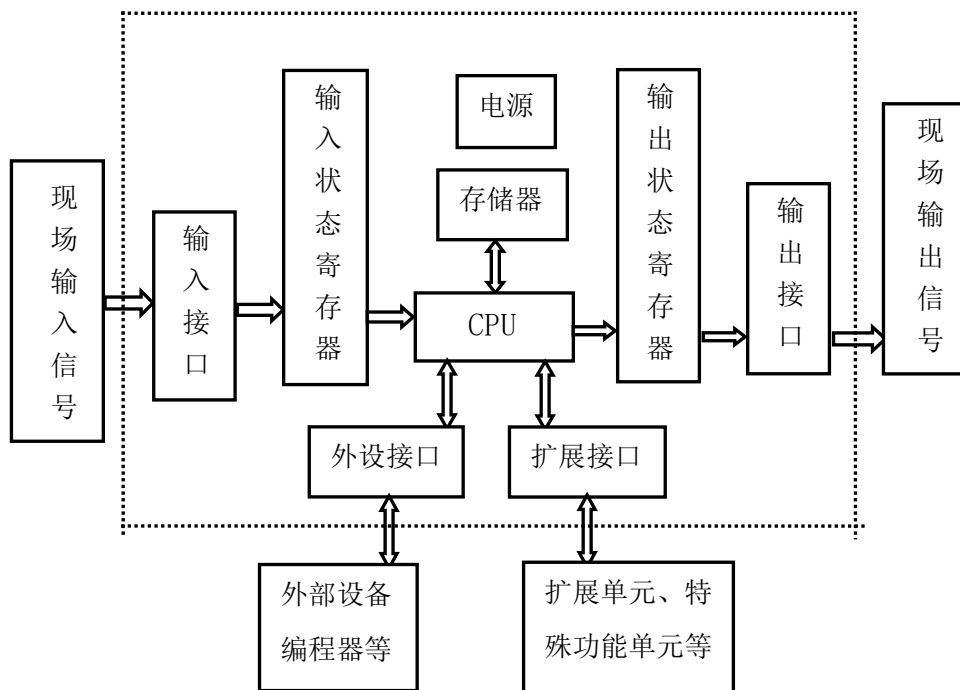 现场输入信号
输入接口
输入状态寄存器
电源
存储器
CPU
输出状态寄存器
输出接口
现场输出信号
外设接口
扩展接口
外部设备
编程器等
扩展单元、特
殊功能单元等